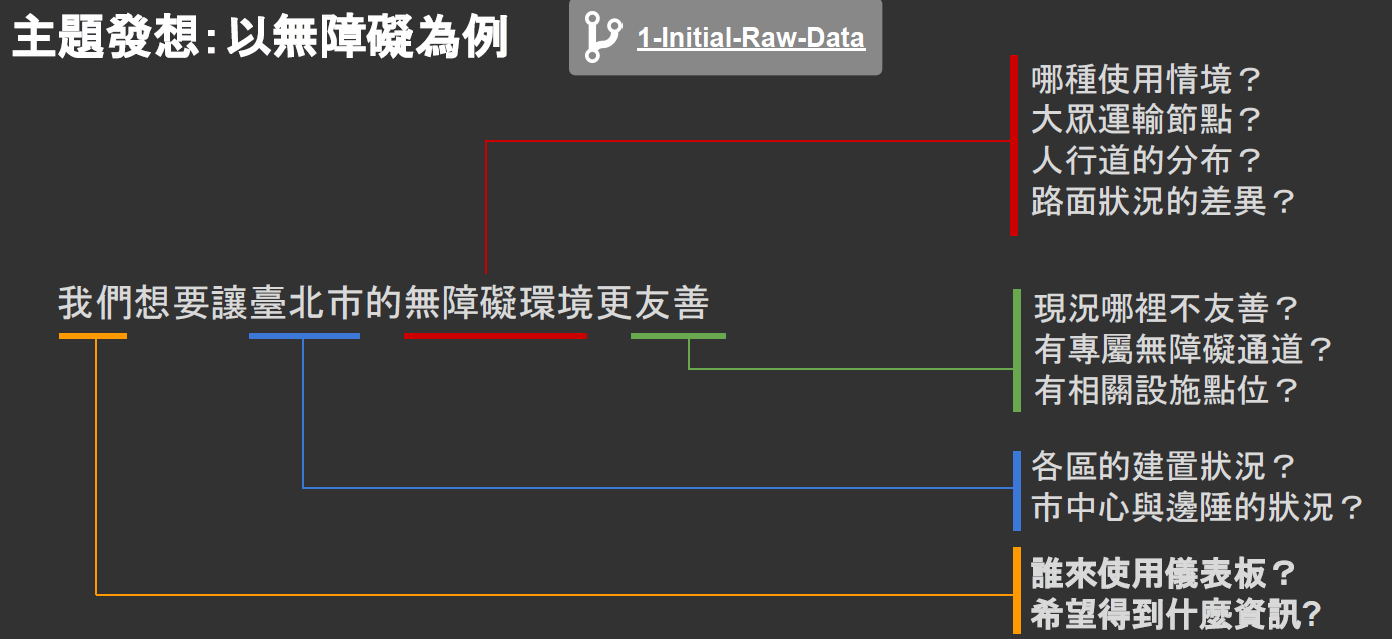 主題發想:以無障礙為例
1-Initial-Raw-Data
哪種使用情境？
大眾運輸節點？
人行道的分布？
路面狀況的差異？
我們想要讓臺北市的無障礙環境更友善
現況哪裡不友善？
有專屬無障礙通道？
有相關設施點位？
各區的建置狀況？
市中心與邊陲的狀況？
誰來使用儀表板？
希望得到什麼資訊?